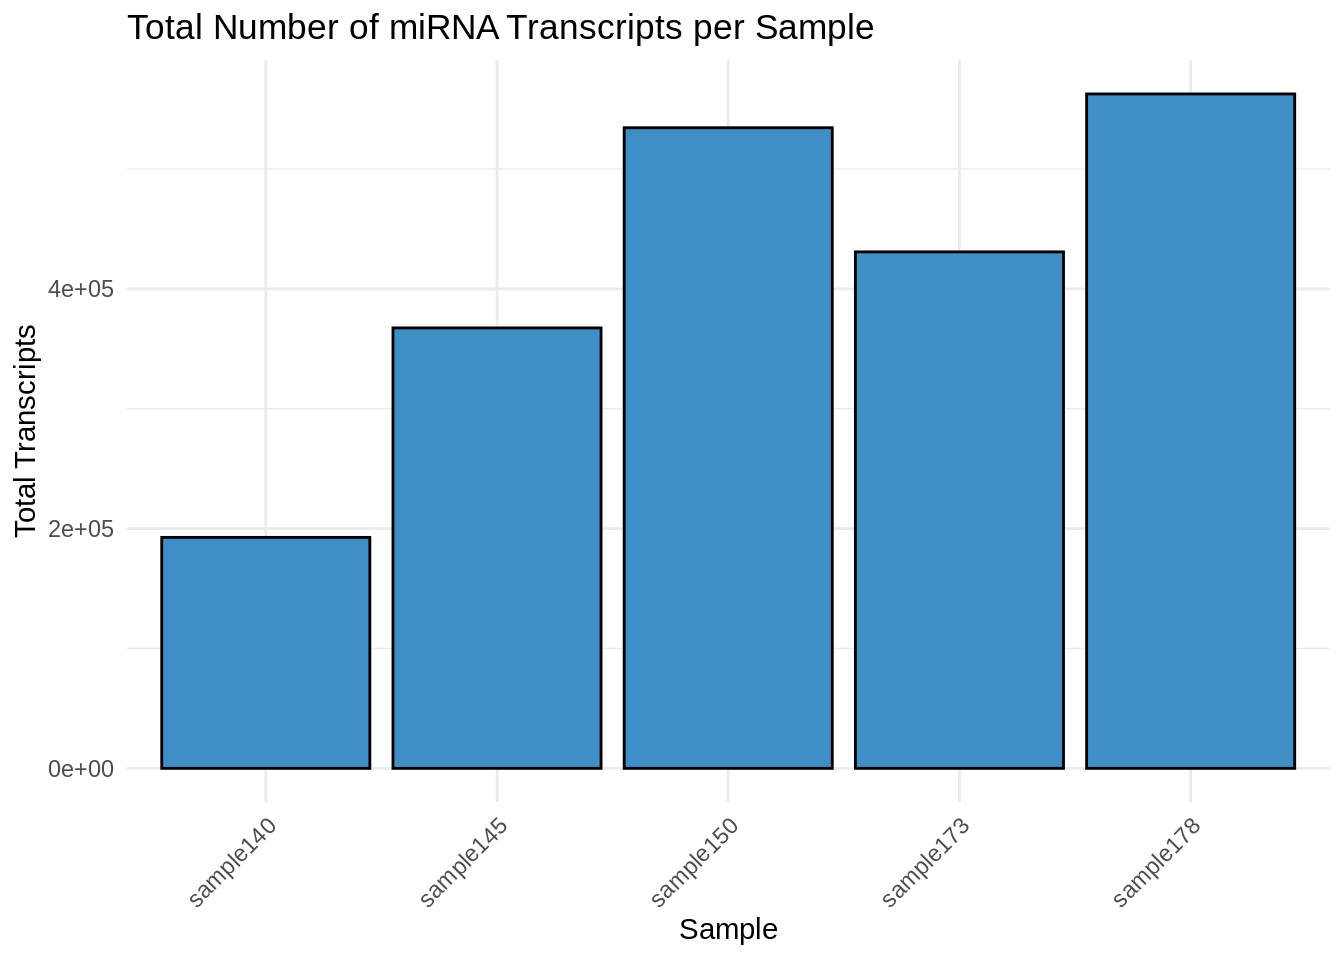 Total Number of miRNA Transcripts per Sample
Total Transcripts
4e+05
2e+05
0e+00
sample140
sample145
sample150
sample173
sample178
Sample